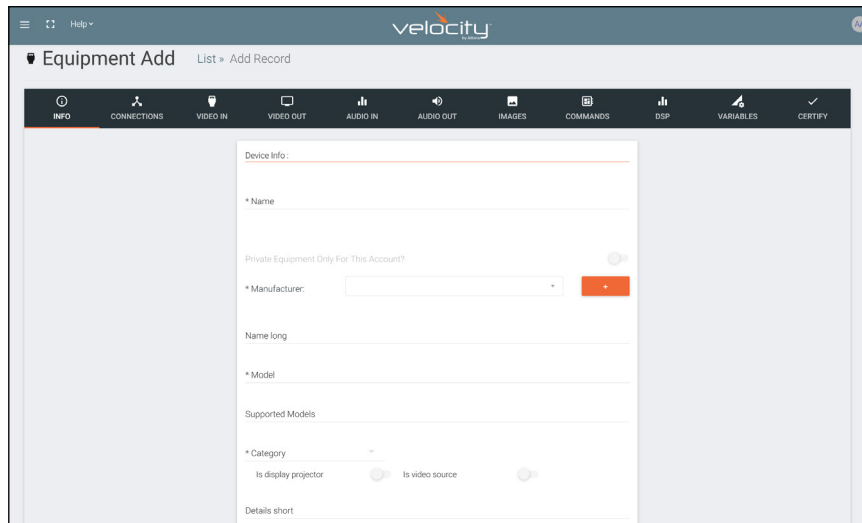 Help
velocity
by Atlona
Equipment Add List » Add Record
INFO CONNECTIONS VIDEO IN VIDEO OUT AUDIO IN AUDIO OUT IMAGES COMMANDS DSP VARIABLES CERTIFY
Device Info :
* Name
Private Equipment Only For This Account?
* Manufacturer: +
Name long
* Model
Supported Models
* Category
Is display projector Is video source
Details short